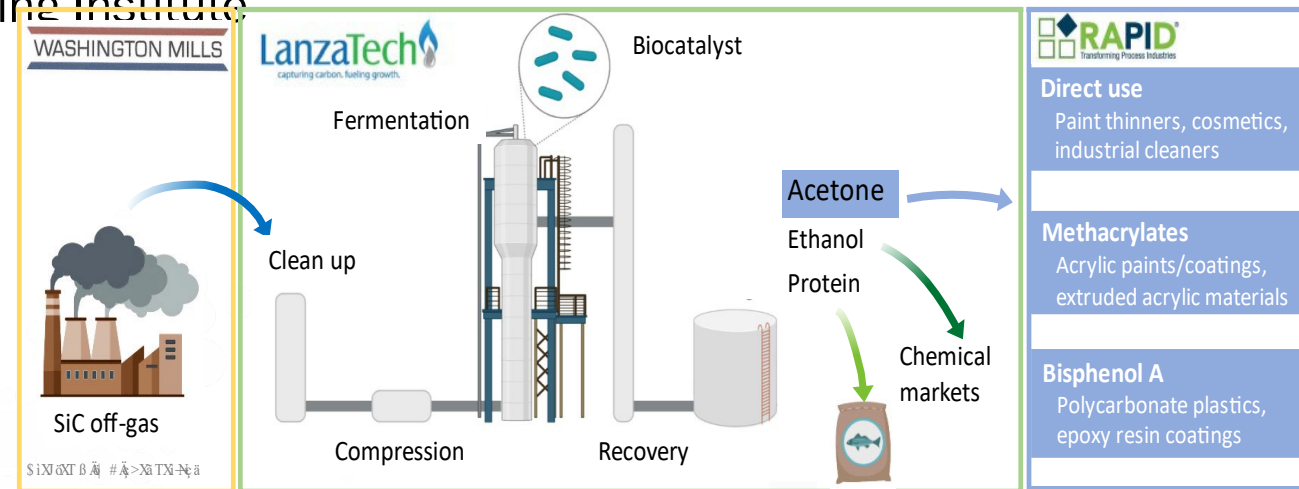 ing Institute
WASHINGTON MILLS
SiC off-gas
LanzaTech
capturing carbon. fueling growth.
Biocatalyst
Fermentation
Clean up
Compression
Recovery
Acetone
Ethanol
Protein
Chemical
markets
RAPID
Transforming Process Industries
Direct use
Paint thinners, cosmetics,
industrial cleaners
Methacrylates
Acrylic paints/coatings,
extruded acrylic materials
Bisphenol A
Polycarbonate plastics,
epoxy resin coatings